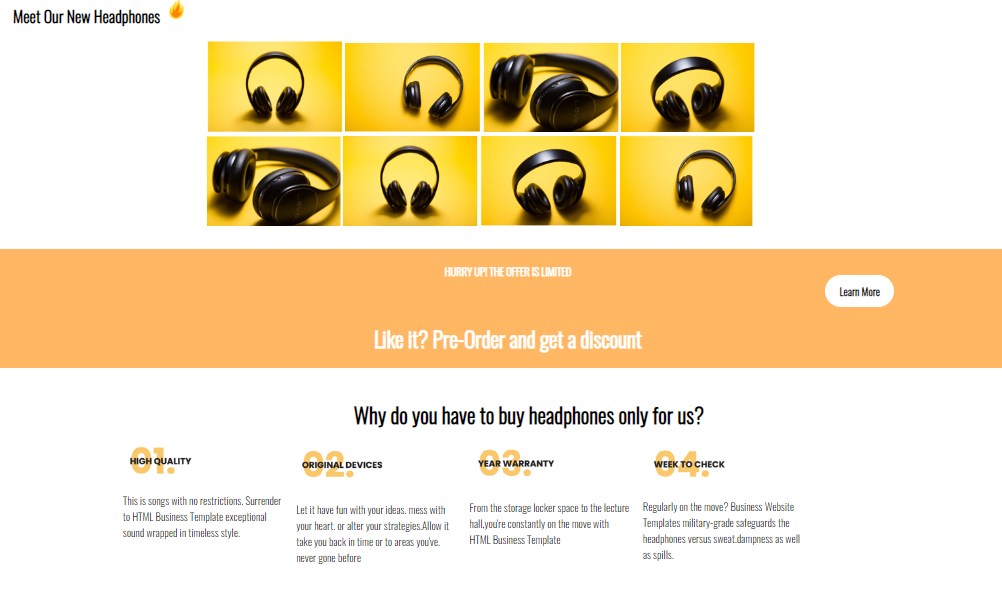 Meet Our New Headphones
HURRY UP! THE OFFER IS LIMITED
Learn More
Like it? Pre-Order and get a discount
Why do you have to buy headphones only for us?
01.
HIGH QUALITY
This is songs with no restrictions. Surrender
to HTML Business Template exceptional
sound wrapped in timeless style.
02.
ORIGINAL DEVICES
Let it have fun with your ideas. mess with
your heart. or alter your strategies.Allow it
take you back in time or to areas you've.
never gone before
03.
YEAR WARRANTY
From the storage locker space to the lecture
hall,you're constantly on the move with
HTML Business Template
04.
WEEK TO CHECK
Regularly on the move? Business Website
Templates military-grade safeguards the
headphones versus sweat.dampness as well
as spills.